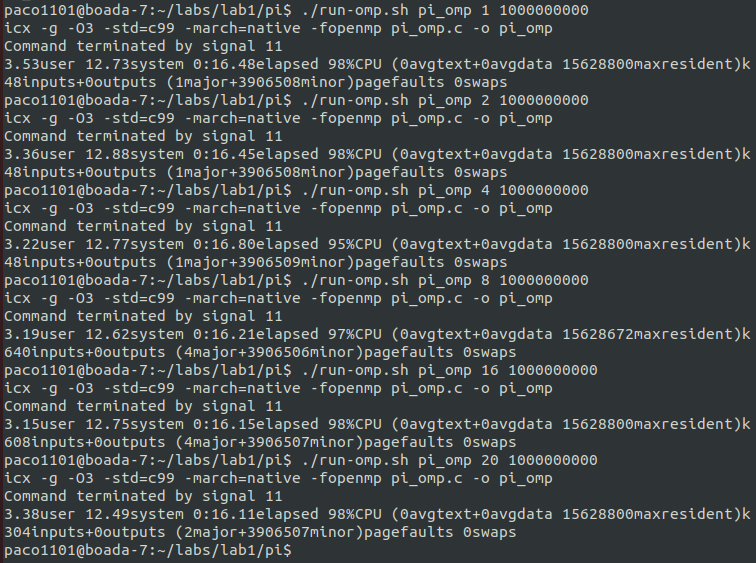 paco1101@boada-7:~/labs/lab1/pi$ ./run-omp.sh pi_omp 1 1000000000
icx -g -O3 -std=c99 -march=native -fopenmp pi_omp.c -o pi_omp
Command terminated by signal 11
3.53user 12.73system 0:16.48elapsed 98%CPU (0avgtext+0avgdata 15628800maxresident)k
48inputs+0outputs (1major+3906508minor)pagefaults 0swaps
paco1101@boada-7:~/labs/lab1/pi$ ./run-omp.sh pi_omp 2 1000000000
icx -g -O3 -std=c99 -march=native -fopenmp pi_omp.c -o pi_omp
Command terminated by signal 11
3.36user 12.88system 0:16.45elapsed 98%CPU (0avgtext+0avgdata 15628800maxresident)k
48inputs+0outputs (1major+3906508minor)pagefaults 0swaps
paco1101@boada-7:~/labs/lab1/pi$ ./run-omp.sh pi_omp 4 1000000000
icx -g -O3 -std=c99 -march=native -fopenmp pi_omp.c -o pi_omp
Command terminated by signal 11
3.22user 12.77system 0:16.80elapsed 95%CPU (0avgtext+0avgdata 15628800maxresident)k
48inputs+0outputs (1major+3906509minor)pagefaults 0swaps
paco1101@boada-7:~/labs/lab1/pi$ ./run-omp.sh pi_omp 8 1000000000
icx -g -O3 -std=c99 -march=native -fopenmp pi_omp.c -o pi_omp
Command terminated by signal 11
3.19user 12.62system 0:16.21elapsed 97%CPU (0avgtext+0avgdata 15628672maxresident)k
640inputs+0outputs (4major+3906506minor)pagefaults 0swaps
paco1101@boada-7:~/labs/lab1/pi$ ./run-omp.sh pi_omp 16 1000000000
icx -g -O3 -std=c99 -march=native -fopenmp pi_omp.c -o pi_omp
Command terminated by signal 11
3.15user 12.75system 0:16.15elapsed 98%CPU (0avgtext+0avgdata 15628800maxresident)k
608inputs+0outputs (4major+3906507minor)pagefaults 0swaps
paco1101@boada-7:~/labs/lab1/pi$ ./run-omp.sh pi_omp 20 1000000000
icx -g -O3 -std=c99 -march=native -fopenmp pi_omp.c -o pi_omp
Command terminated by signal 11
3.38user 12.49system 0:16.11elapsed 98%CPU (0avgtext+0avgdata 15628800maxresident)k
304inputs+0outputs (2major+3906507minor)pagefaults 0swaps
paco1101@boada-7:~/labs/lab1/pi$